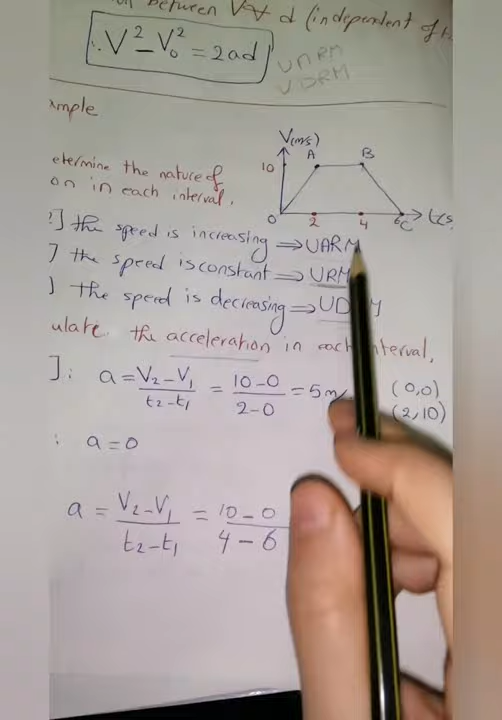 between V & d (independent of
∴ V² – V₀² = 2ad
UARM
UDRM
ample
V(m/s)
A B
10
0 2 4 6 C t(s
etermine the nature of
on in each interval.
] the speed is increasing ⇒ UARM
] the speed is constant ⇒ URM
] the speed is decreasing ⇒ UD M
ulate the acceleration in each interval,
]: a = V₂ – V₁ / t₂ – t₁ = 10 – 0 / 2 – 0 = 5 m/
(0,0)
(2,10)
: a = 0
a = V₂ – V₁ / t₂ – t₁ = 10 – 0 / 4 – 6